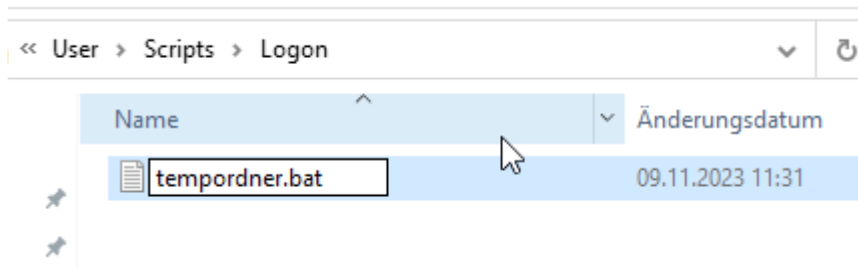 « User > Scripts > Logon
Name Änderungsdatum
tempordner.bat 09.11.2023 11:31